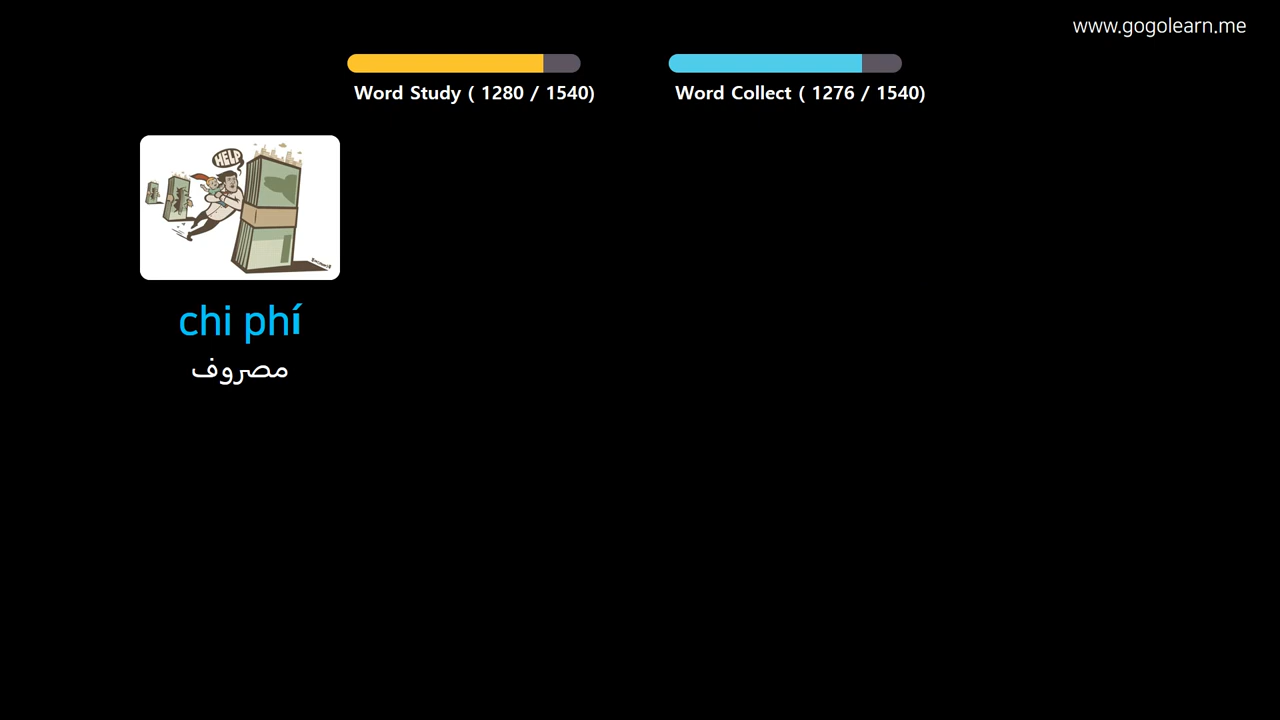 www.gogolearn.me
Word Study ( 1280 / 1540)
Word Collect ( 1276 / 1540)
HELP
chi phí
مصروف